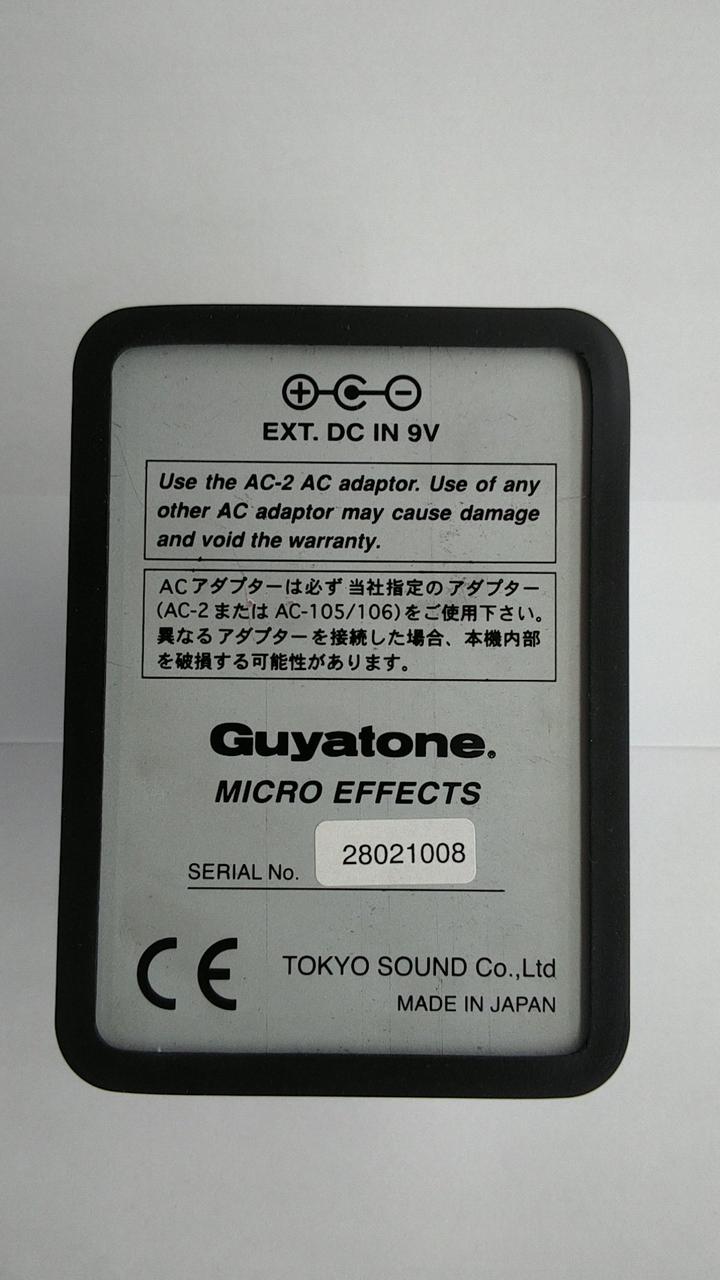 EXT. DC IN 9V
Use the AC-2 AC adaptor. Use of any
other AC adaptor may cause damage
and void the warranty.
ACアダプターは必ず当社指定のアダプター
(AC-2または AC-105/106)をご使用下さい。
異なるアダプターを接続した場合、本機内部
を破損する可能性があります。
Guyatone®
MICRO EFFECTS
SERIAL No. 28021008
CE TOKYO SOUND Co.,Ltd
MADE IN JAPAN